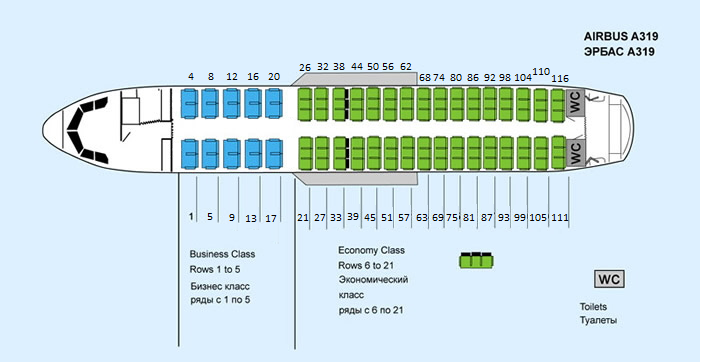 AIRBUS A319
ЭРБАС А319
4 8 12 16 20 26 32 38 44 50 56 62 68 74 80 86 92 98 104 110 116
WC
WC
1 5 9 13 17 21 27 33 39 45 51 57 63 69 75 81 87 93 99 105 111
Business Class
Rows 1 to 5
Бизнес класс
ряды с 1 по 5
Economy Class
Rows 6 to 21
Экономический
класс
ряды с 6 по 21
WC
Toilets
Туалеты